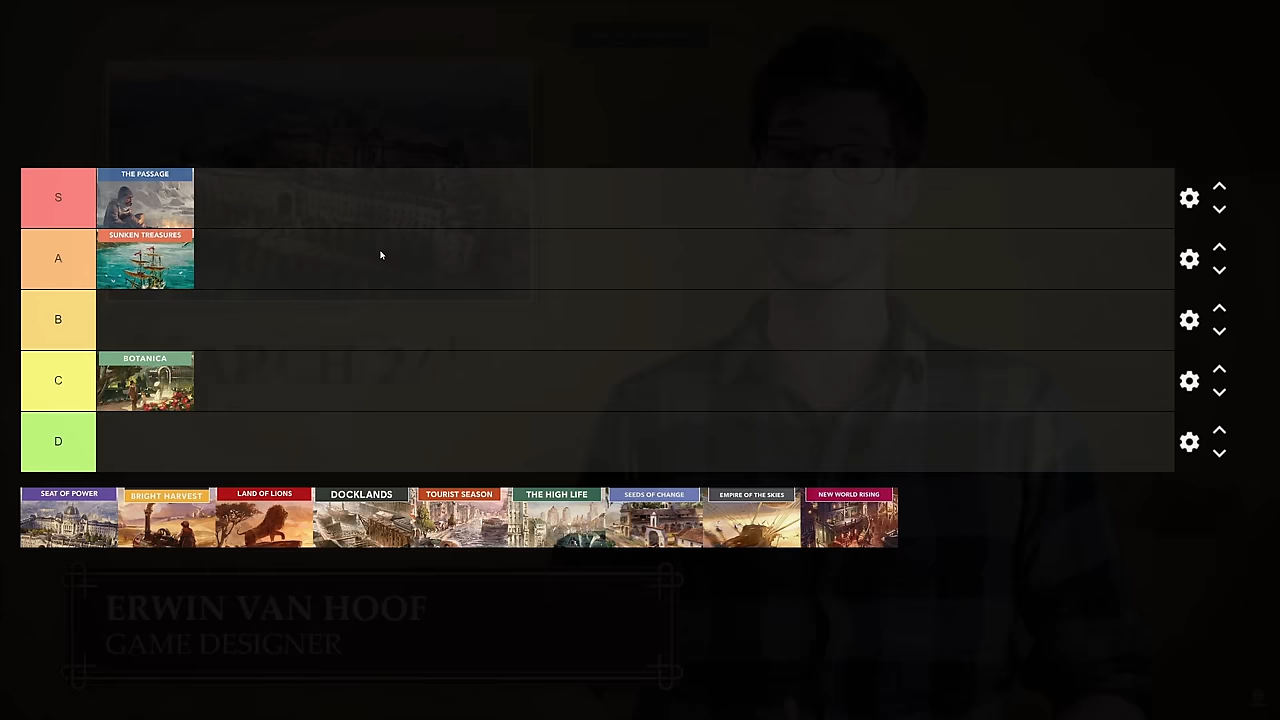 S
THE PASSAGE
A
SUNKEN TREASURES
B
C
BOTANICA
D
SEAT OF POWER
BRIGHT HARVEST
LAND OF LIONS
DOCKLANDS
TOURIST SEASON
THE HIGH LIFE
SEEDS OF CHANGE
EMPIRE OF THE SKIES
NEW WORLD RISING
ERWIN VAN HOOF
GAME DESIGNER